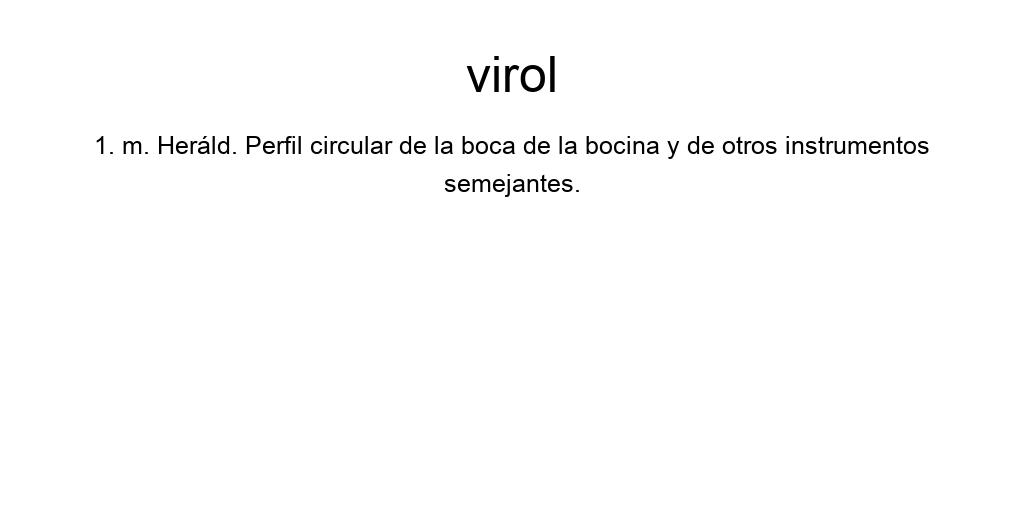 virol
1. m. Heráld. Perfil circular de la boca de la bocina y de otros instrumentos
semejantes.